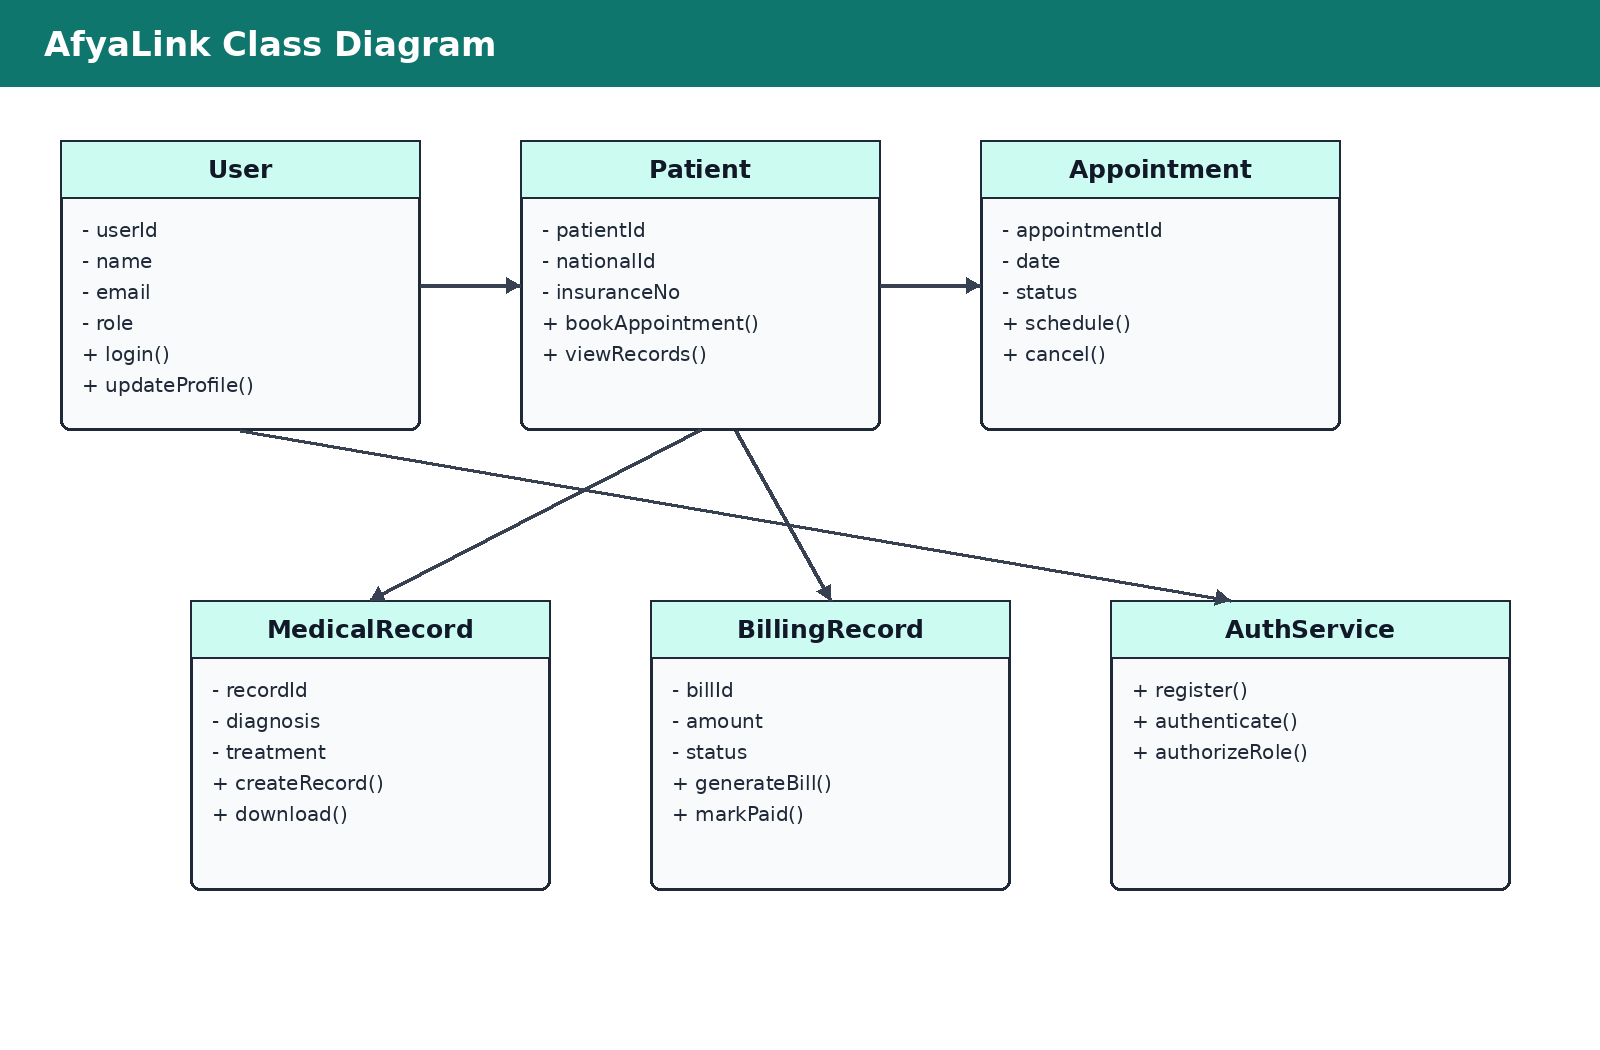 AfyaLink Class Diagram
User
- userId
- name
- email
- role
+ login()
+ updateProfile()
Patient
- patientId
- nationalId
- insuranceNo
+ bookAppointment()
+ viewRecords()
Appointment
- appointmentId
- date
- status
+ schedule()
+ cancel()
MedicalRecord
- recordId
- diagnosis
- treatment
+ createRecord()
+ download()
BillingRecord
- billId
- amount
- status
+ generateBill()
+ markPaid()
AuthService
+ register()
+ authenticate()
+ authorizeRole()